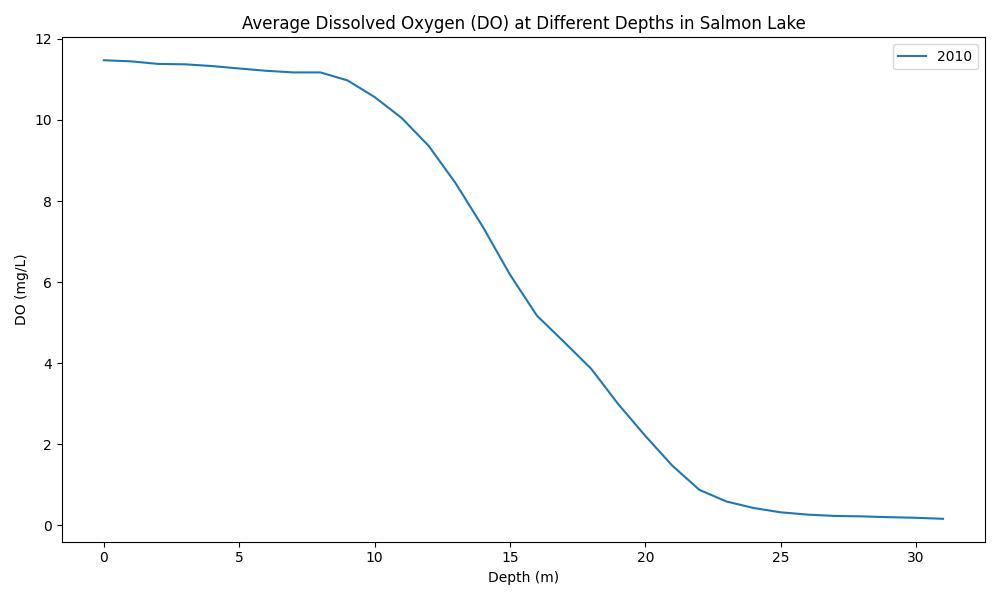 Average Dissolved Oxygen (DO) at Different Depths in Salmon Lake
12
10
8
6
4
2
0
DO (mg/L)
2010
0 5 10 15 20 25 30
Depth (m)